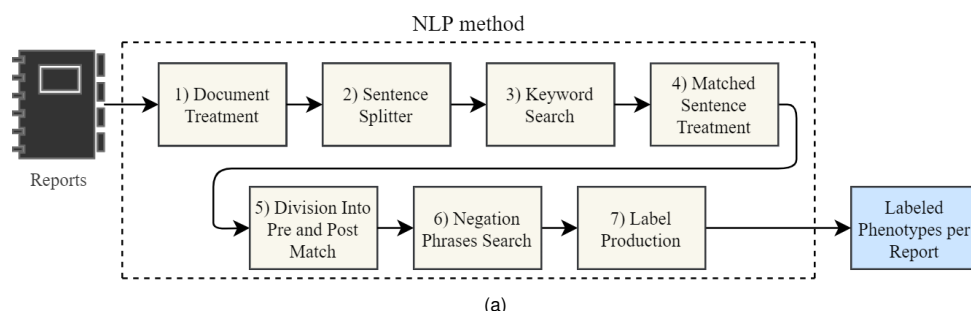 NLP method
1) Document
Treatment
2) Sentence
Splitter
3) Keyword
Search
4) Matched
Sentence
Treatment
Reports
5) Division Into
Pre and Post
Match
6) Negation
Phrases Search
7) Label
Production
Labeled
Phenotypes per
Report
(a)